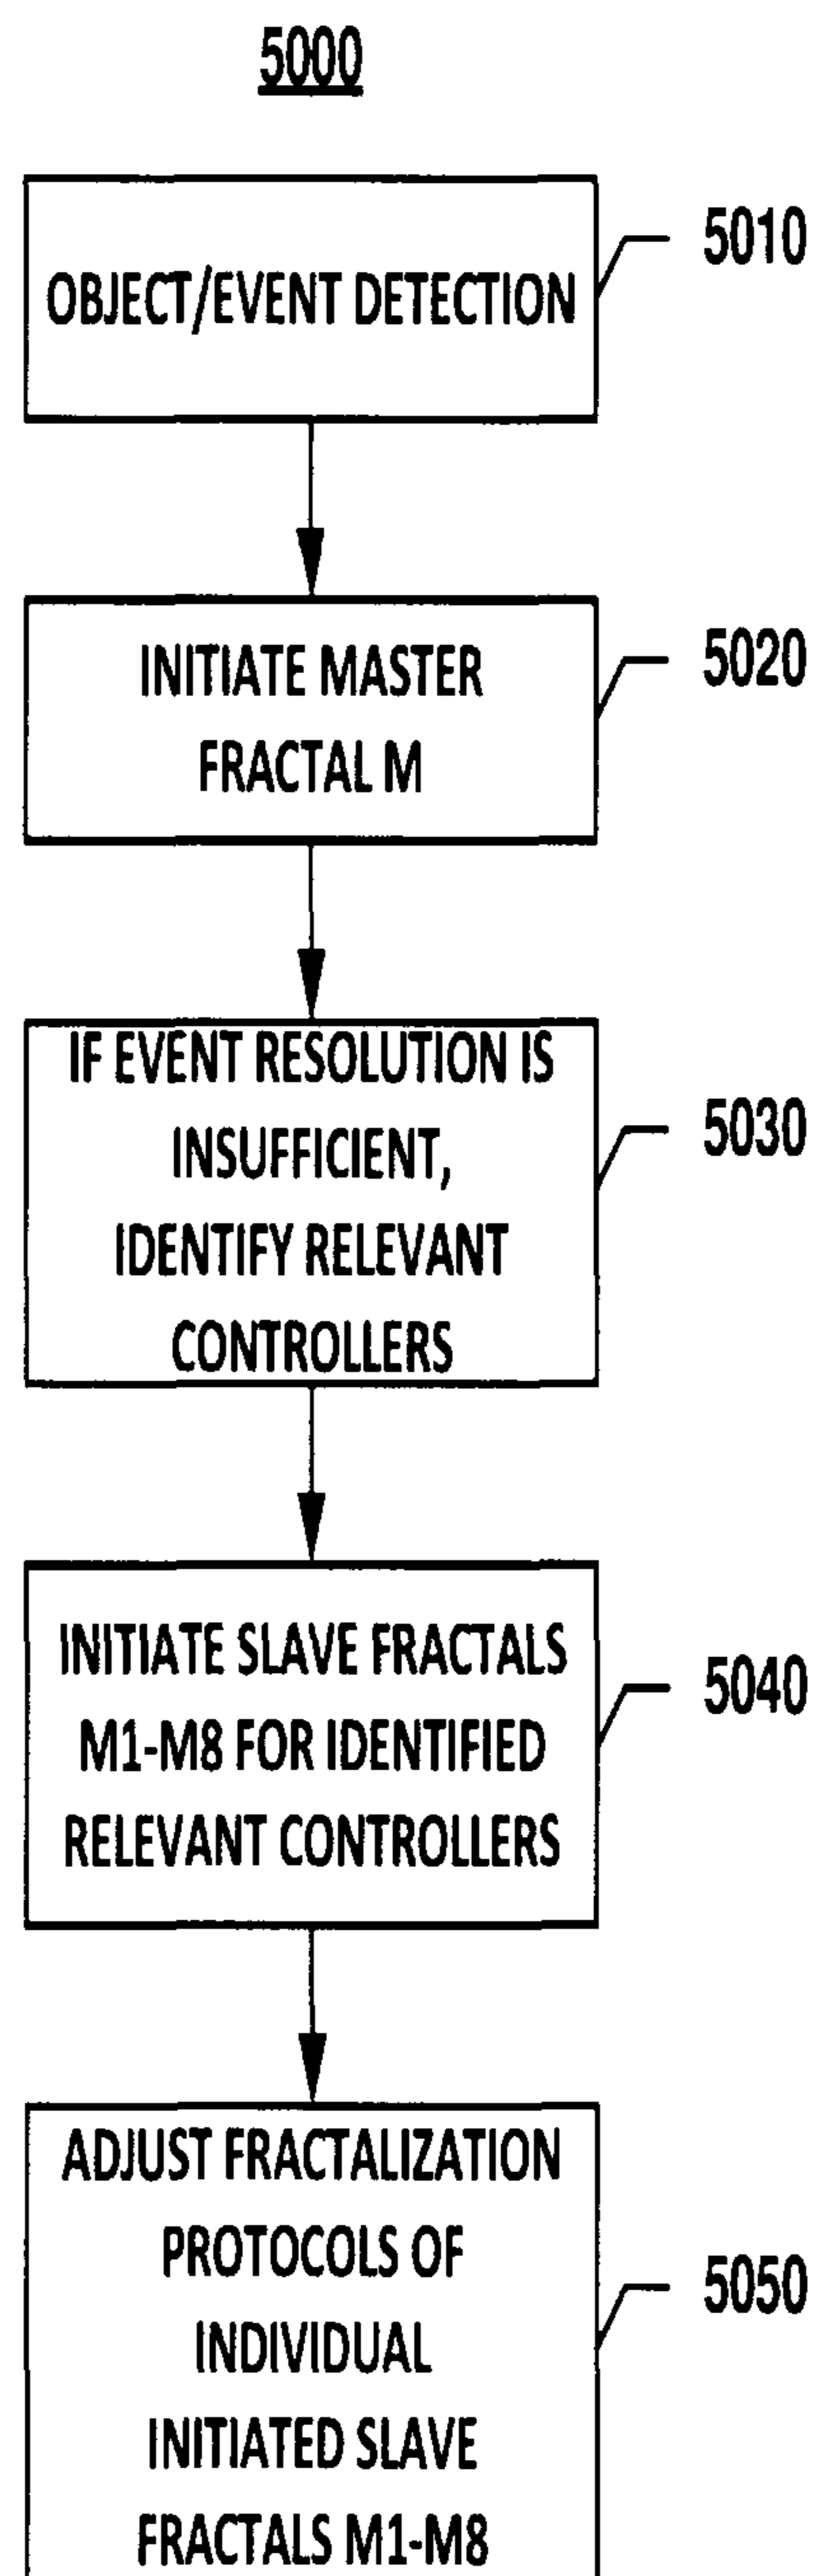 5000
OBJECT/EVENT DETECTION
5010
INITIATE MASTER
FRACTAL M
5020
IF EVENT RESOLUTION IS
INSUFFICIENT,
IDENTIFY RELEVANT
CONTROLLERS
5030
INITIATE SLAVE FRACTALS
M1-M8 FOR IDENTIFIED
RELEVANT CONTROLLERS
5040
ADJUST FRACTALIZATION
PROTOCOLS OF
INDIVIDUAL
INITIATED SLAVE
FRACTALS M1-M8
5050